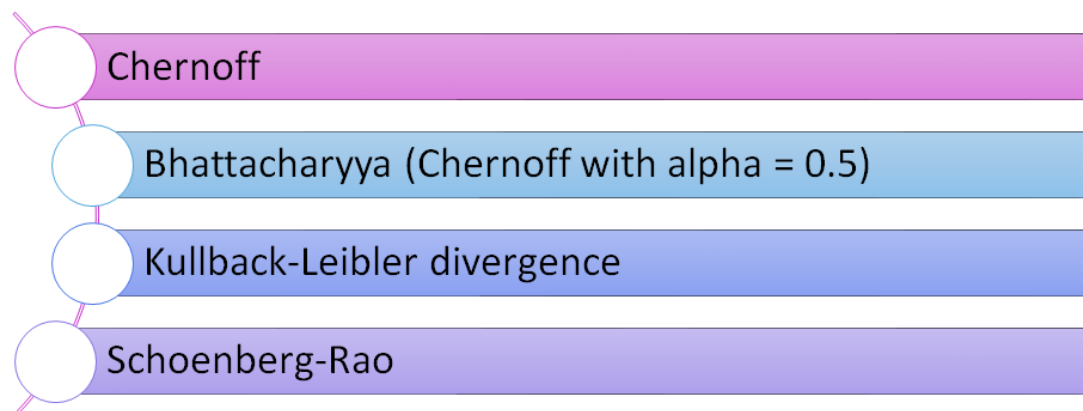 Chernoff
Bhattacharyya (Chernoff with alpha = 0.5)
Kullback-Leibler divergence
Schoenberg-Rao